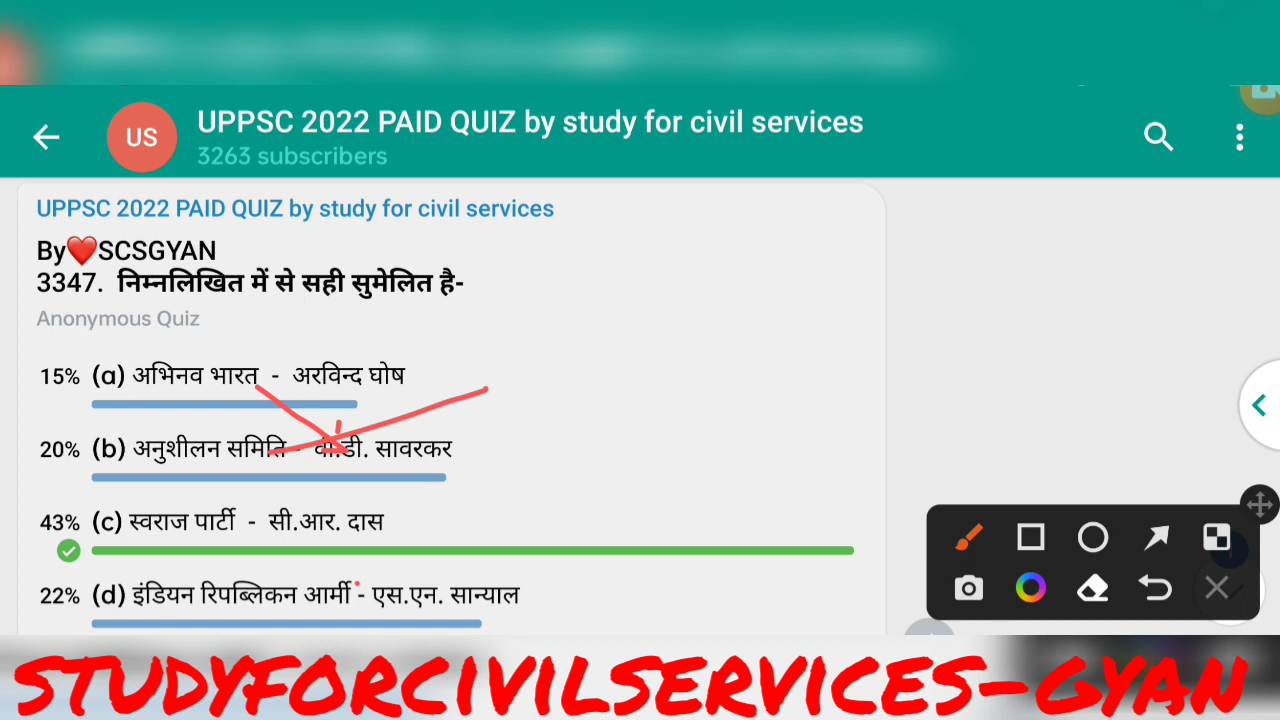 US
UPPSC 2022 PAID QUIZ by study for civil services
3263 subscribers
UPPSC 2022 PAID QUIZ by study for civil services
By❤️SCSGYAN
3347. निम्नलिखित में से सही सुमेलित है-
Anonymous Quiz
15% (a) अभिनव भारत - अरविन्द घोष
20% (b) अनुशीलन समिति - वी.डी. सावरकर
43% (c) स्वराज पार्टी - सी.आर. दास
22% (d) इंडियन रिपब्लिकन आर्मी - एस.एन. सान्याल
STUDYFORCIVILSERVICES-GYAN